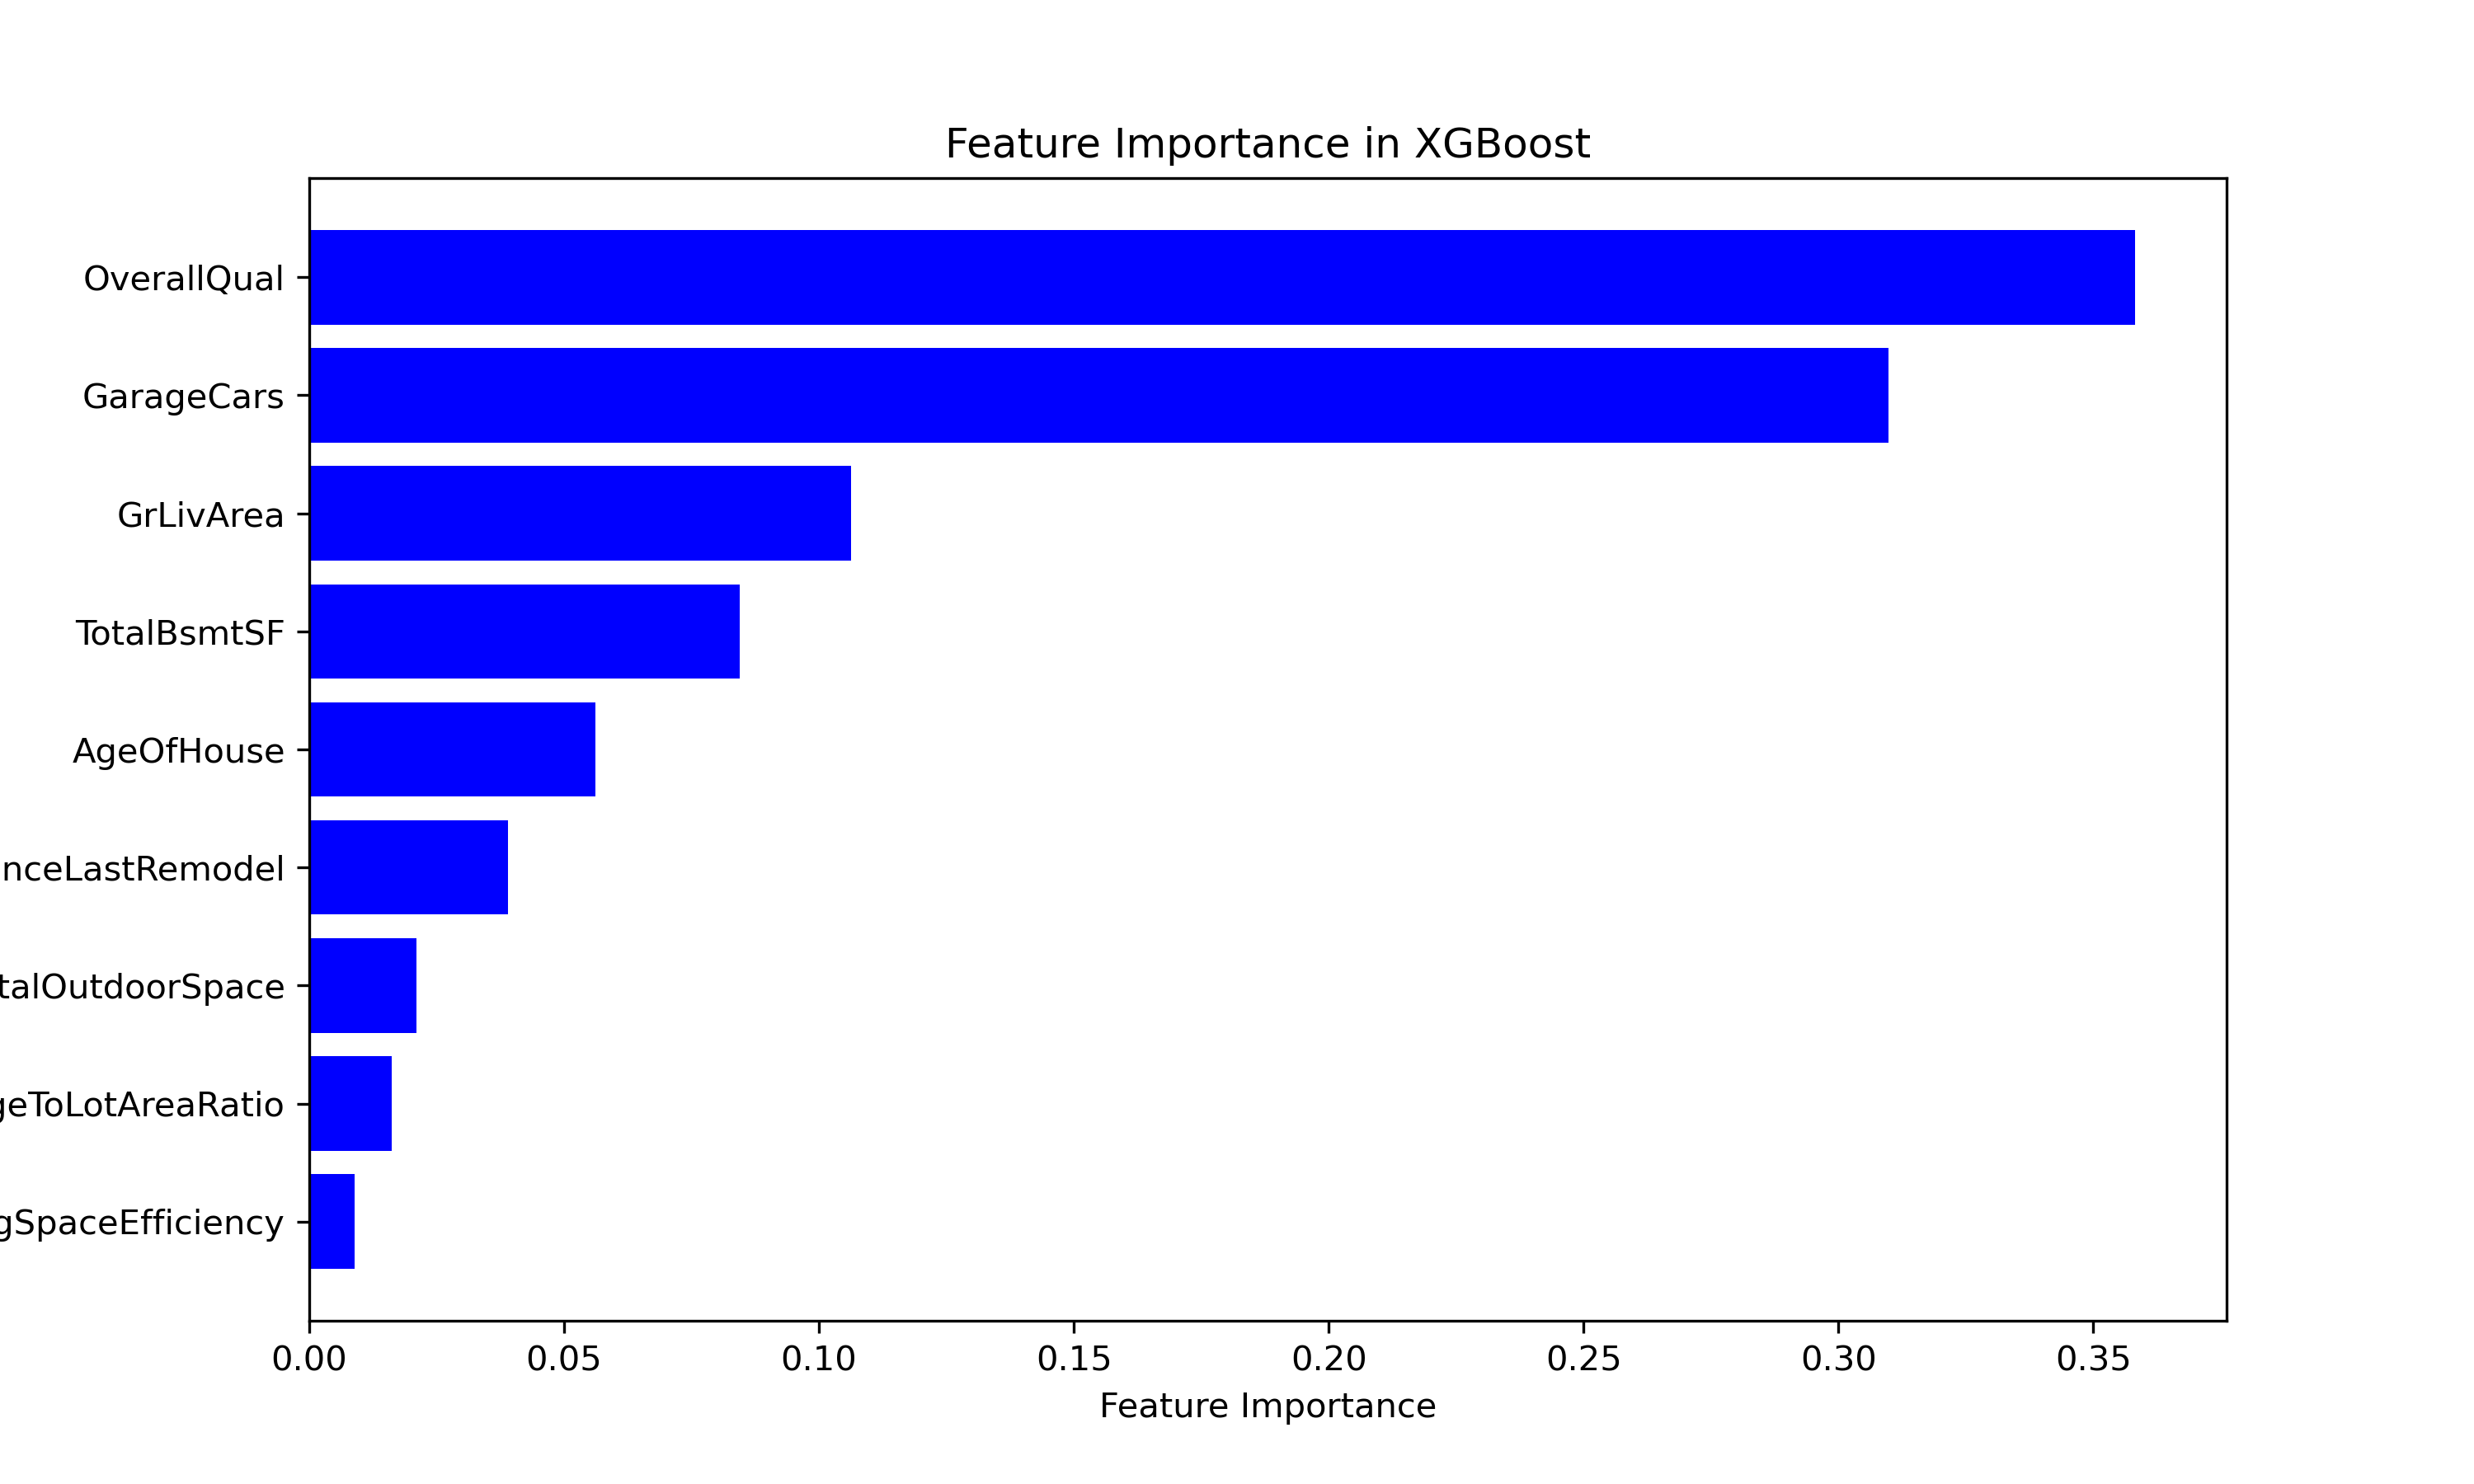 Feature Importance in XGBoost
OverallQual
GarageCars
GrLivArea
TotalBsmtSF
AgeOfHouse
nceLastRemodel
talOutdoorSpace
geToLotAreaRatio
gSpaceEfficiency
0.00 0.05 0.10 0.15 0.20 0.25 0.30 0.35
Feature Importance